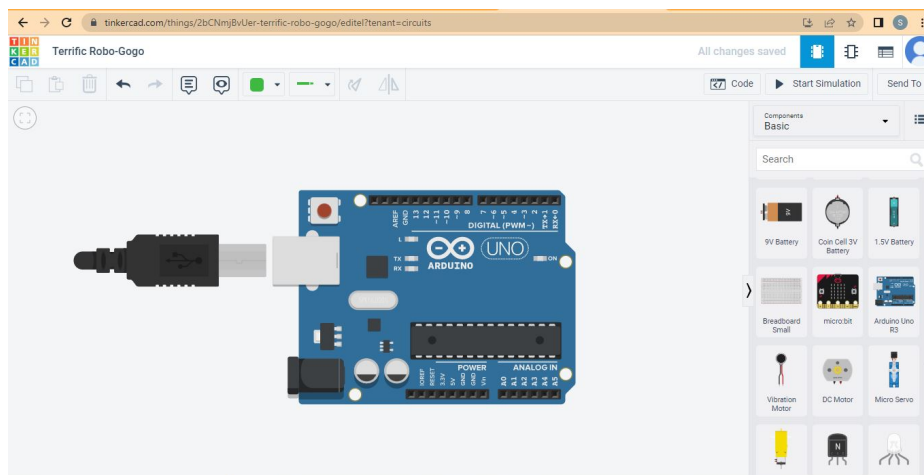 tinkercad.com/things/2bCNmjBvUer-terrific-robo-gogo/editel?tenant=circuits
S
TIN
KER
CAD
Terrific Robo-Gogo
All changes saved
Code
Start Simulation
Send To
Components
Basic
Search
9V Battery
Coin Cell 3V
Battery
1.5V Battery
Breadboard
Small
micro:bit
Arduino Uno
R3
Vibration
Motor
DC Motor
Micro Servo
N
AREF
GND
13
12
~11
~10
~9
8
7
~6
~5
4
~3
2
TX→1
RX←0
DIGITAL (PWM~)
L
TX
RX
ARDUINO
UNO
ON
POWER
ANALOG IN
IOREF
RESET
3.3V
5V
GND
GND
Vin
A0
A1
A2
A3
A4
A5